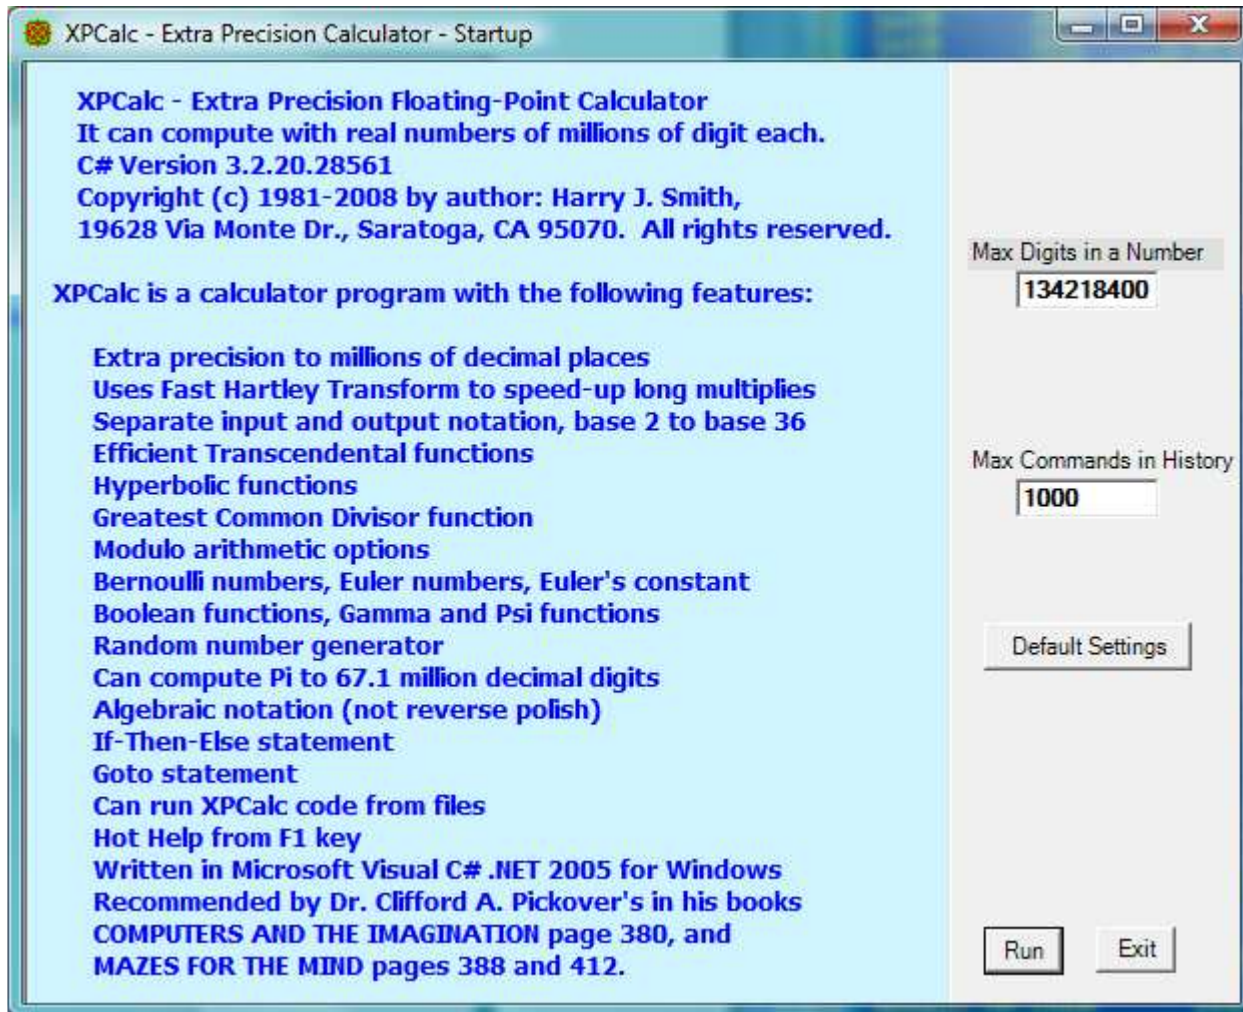 XPCalc - Extra Precision Calculator - Startup
XPCalc - Extra Precision Floating-Point Calculator
It can compute with real numbers of millions of digit each.
C# Version 3.2.20.28561
Copyright (c) 1981-2008 by author: Harry J. Smith,
19628 Via Monte Dr., Saratoga, CA 95070.  All rights reserved.
XPCalc is a calculator program with the following features:
Extra precision to millions of decimal places
Uses Fast Hartley Transform to speed-up long multiplies
Separate input and output notation, base 2 to base 36
Efficient Transcendental functions
Hyperbolic functions
Greatest Common Divisor function
Modulo arithmetic options
Bernoulli numbers, Euler numbers, Euler's constant
Boolean functions, Gamma and Psi functions
Random number generator
Can compute Pi to 67.1 million decimal digits
Algebraic notation (not reverse polish)
If-Then-Else statement
Goto statement
Can run XPCalc code from files
Hot Help from F1 key
Written in Microsoft Visual C# .NET 2005 for Windows
Recommended by Dr. Clifford A. Pickover's in his books
COMPUTERS AND THE IMAGINATION page 380, and
MAZES FOR THE MIND pages 388 and 412.
Max Digits in a Number
134218400
Max Commands in History
1000
Default Settings
Run
Exit